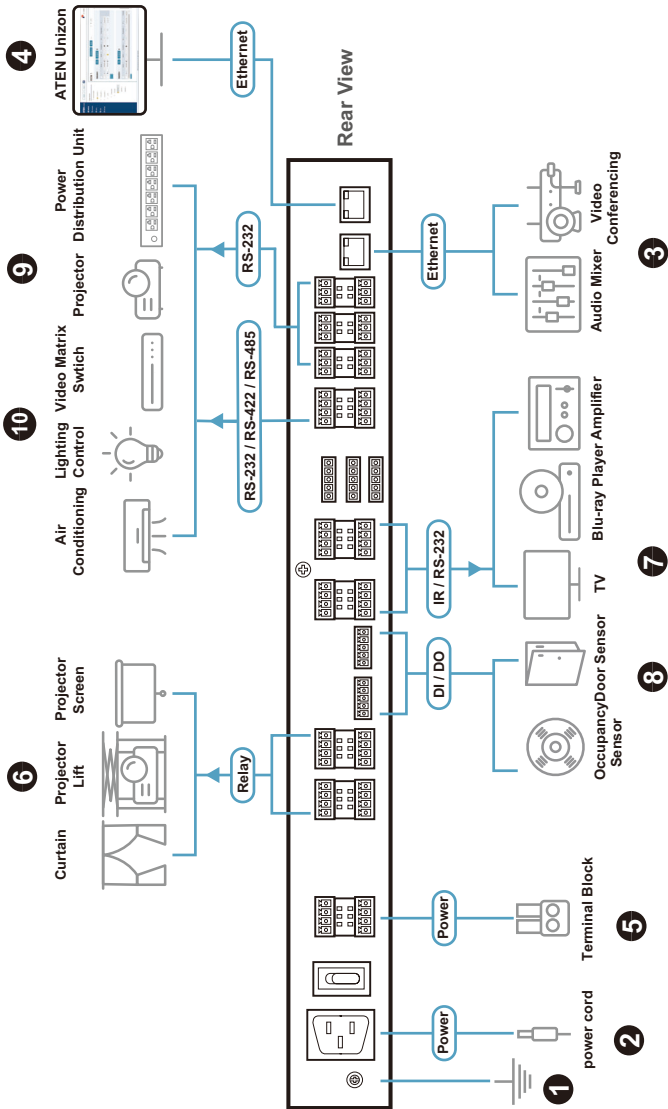 6
10
9
4
Curtain
Projector
Lift
Projector
Screen
Air
Conditioning
Lighting
Control
Video Matrix
Swtich
Projector
Power
Distribution Unit
ATEN Unizon
Relay
RS-232 / RS-422 / RS-485
RS-232
Ethernet
Rear View
Power
Power
DI / DO
IR / RS-232
Ethernet
power cord
Terminal Block
Occupancy
Sensor
Door Sensor
TV
Blu-ray Player
Amplifier
Audio Mixer
Video
Conferencing
1
2
5
8
7
3